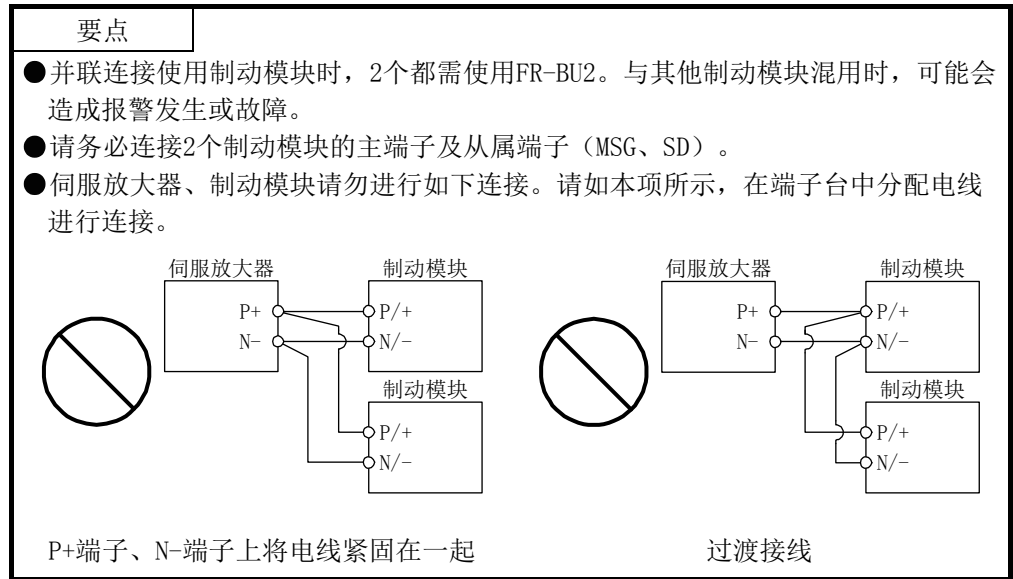 要点
●并联连接使用制动模块时，2个都需使用FR-BU2。与其他制动模块混用时，可能会
造成报警发生或故障。
●请务必连接2个制动模块的主端子及从属端子（MSG、SD）。
●伺服放大器、制动模块请勿进行如下连接。请如本项所示，在端子台中分配电线
进行连接。
伺服放大器
制动模块
P+
P/+
N-
N/-
制动模块
P/+
N/-
P+端子、N-端子上将电线紧固在一起
伺服放大器
制动模块
P+
P/+
N-
N/-
制动模块
P/+
N/-
过渡接线